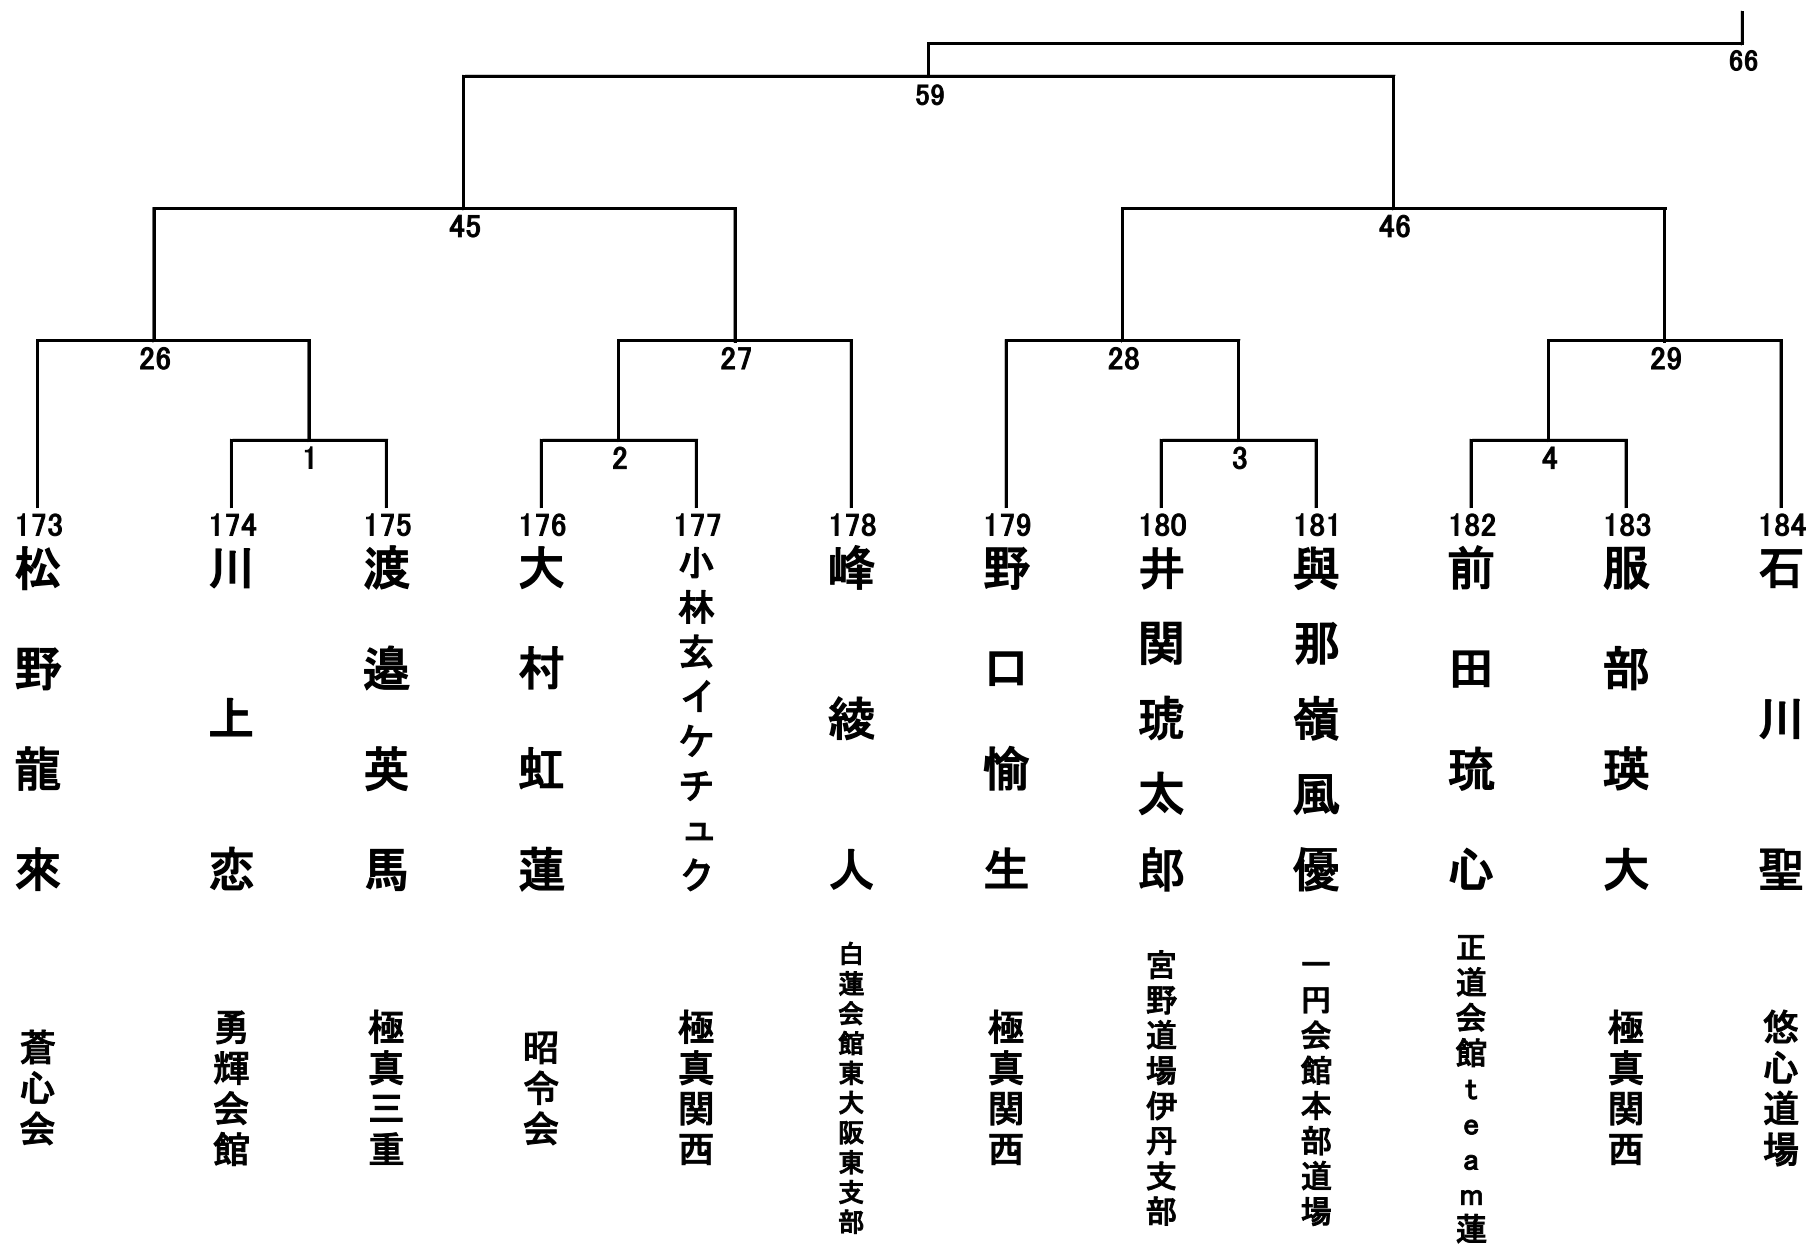 66
59
45
46
26
27
28
29
1
2
3
4
173
174
175
176
177
178
179
180
181
182
183
184
松野龍來
川上恋
渡邉英馬
大村虹蓮
小林玄イケチュク
峰綾人
野口愉生
井関琥太郎
與那嶺風優
前田琉心
服部瑛大
石川聖
蒼心会
勇輝会館
極真三重
昭令会
極真関西
白蓮会館東大阪東支部
極真関西
宮野道場伊丹支部
一円会館本部道場
正道会館team蓮
極真関西
悠心道場